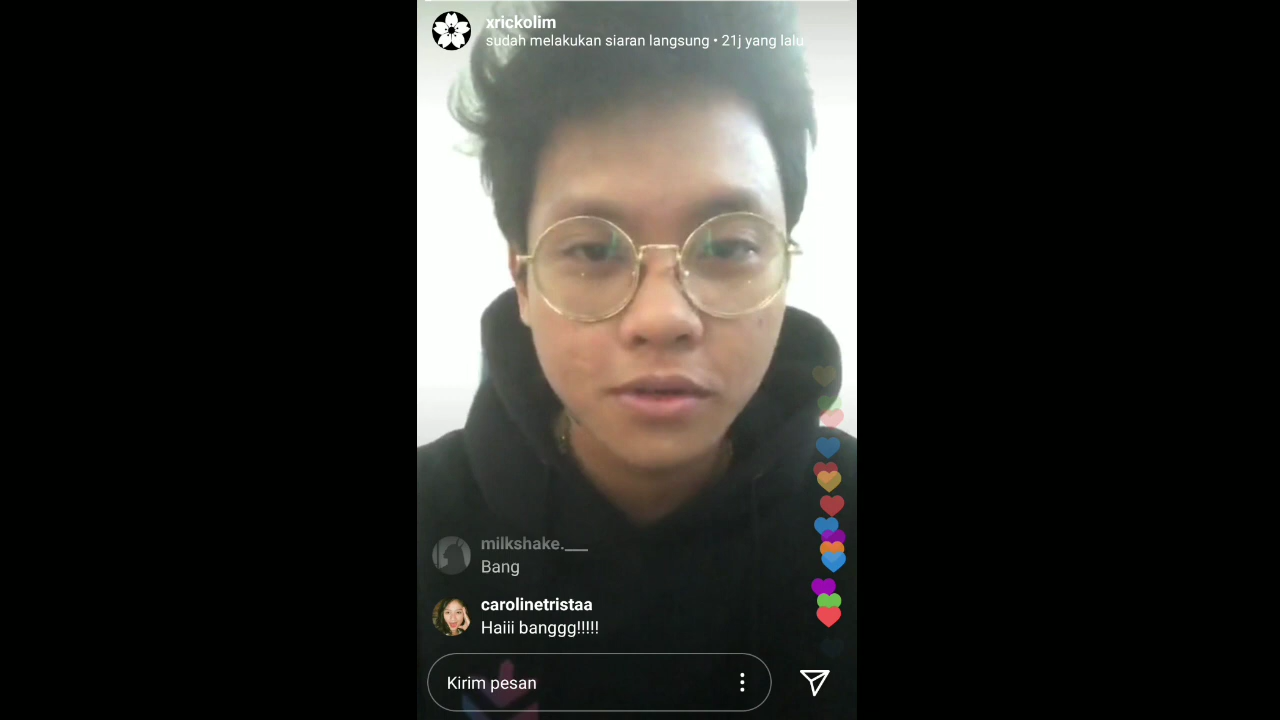 xrickolim
sudah melakukan siaran langsung • 21j yang lalu
milkshake.___
Bang
carolinetristaa
Haiii banggg!!!!!
Kirim pesan